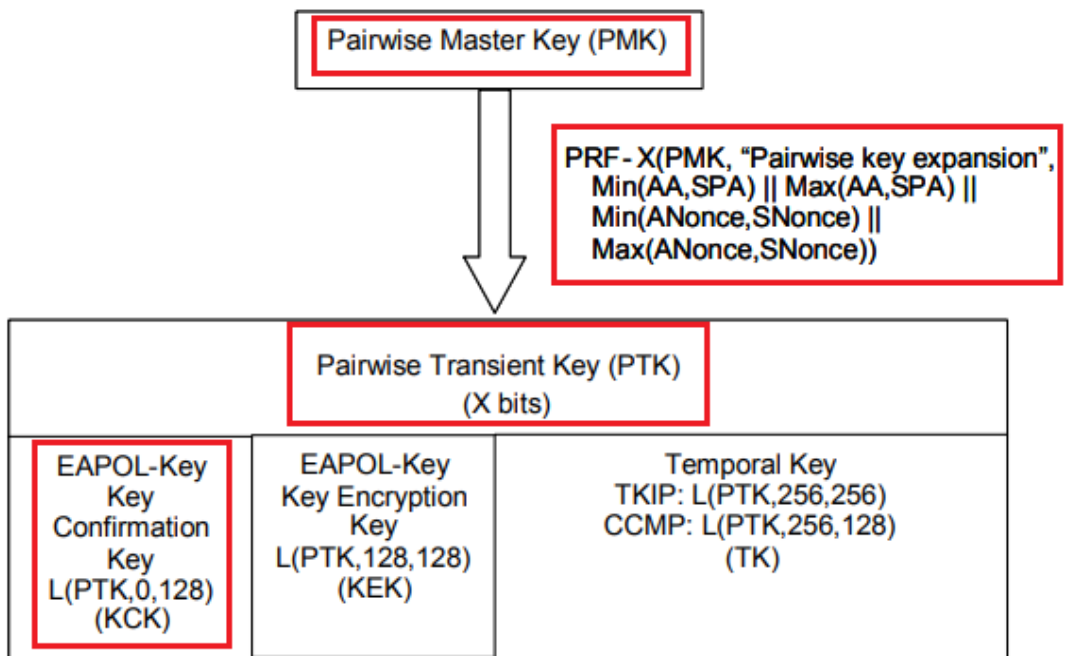 Pairwise Master Key (PMK)
PRF- X(PMK, “Pairwise key expansion”,
Min(AA,SPA) || Max(AA,SPA) ||
Min(ANonce,SNonce) ||
Max(ANonce,SNonce))
Pairwise Transient Key (PTK)
(X bits)
EAPOL-Key
Key
Confirmation
Key
L(PTK,0,128)
(KCK)
EAPOL-Key
Key Encryption
Key
L(PTK,128,128)
(KEK)
Temporal Key
TKIP: L(PTK,256,256)
CCMP: L(PTK,256,128)
(TK)